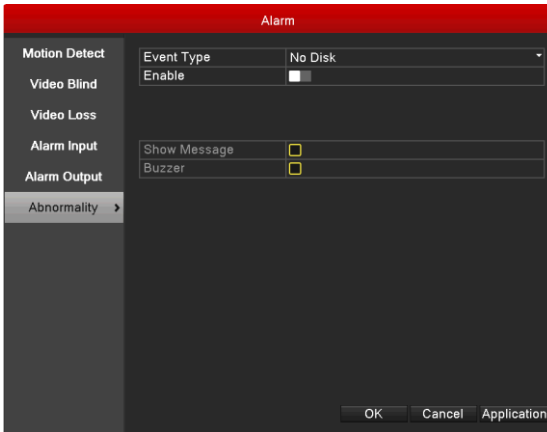 Alarm
Motion Detect
Video Blind
Video Loss
Alarm Input
Alarm Output
Abnormality
Event Type No Disk
Enable
Show Message
Buzzer
OK Cancel Application